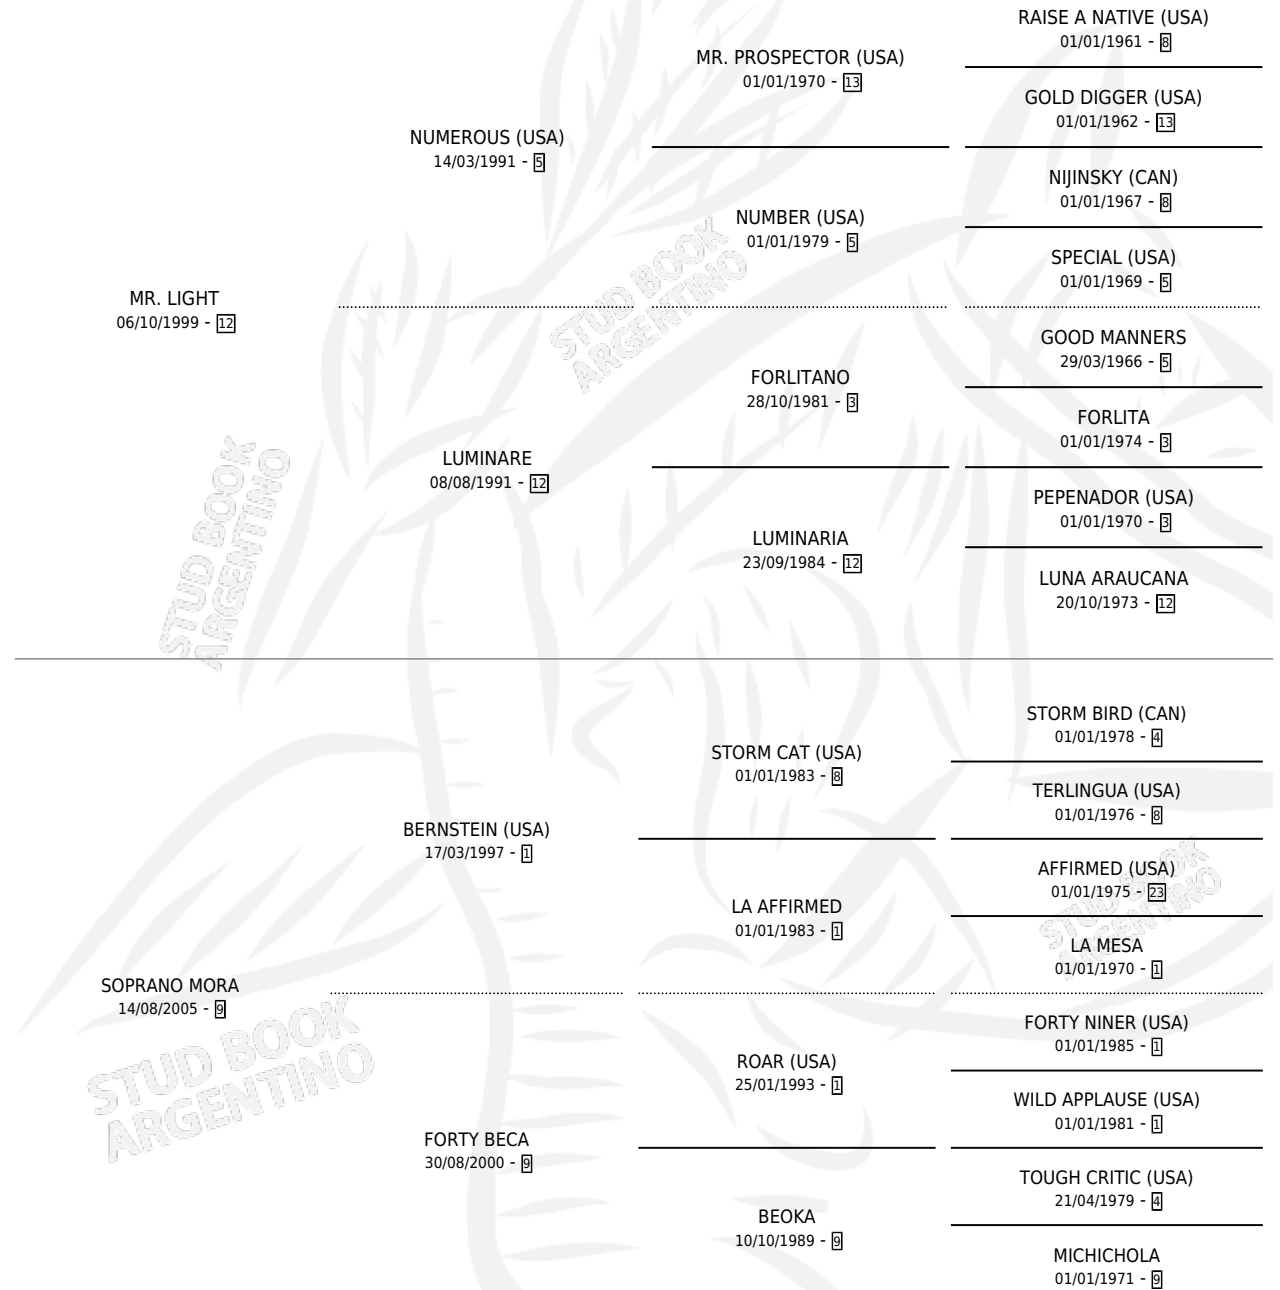 RAISE A NATIVE (USA)
01/01/1961 - 8
MR. PROSPECTOR (USA)
01/01/1970 - 13
GOLD DIGGER (USA)
01/01/1962 - 13
NUMEROUS (USA)
14/03/1991 - 5
NIJINSKY (CAN)
01/01/1967 - 8
NUMBER (USA)
01/01/1979 - 5
SPECIAL (USA)
01/01/1969 - 5
MR. LIGHT
06/10/1999 - 12
STUD BOOK
ARGENTINO
GOOD MANNERS
29/03/1966 - 5
FORLITANO
28/10/1981 - 3
FORLITA
01/01/1974 - 3
LUMINARE
08/08/1991 - 12
PEPENADOR (USA)
01/01/1970 - 3
LUMINARIA
23/09/1984 - 12
LUNA ARAUCANA
20/10/1973 - 12
STUD BOOK
ARGENTINO
STORM BIRD (CAN)
01/01/1978 - 4
STORM CAT (USA)
01/01/1983 - 8
TERLINGUA (USA)
01/01/1976 - 8
BERNSTEIN (USA)
17/03/1997 - 1
AFFIRMED (USA)
01/01/1975 - 23
LA AFFIRMED
01/01/1983 - 1
STUD BOOK
ARGENTINO
LA MESA
01/01/1970 - 1
SOPRANO MORA
14/08/2005 - 9
STUD BOOK
ARGENTINO
FORTY NINER (USA)
01/01/1985 - 1
ROAR (USA)
25/01/1993 - 1
WILD APPLAUSE (USA)
01/01/1981 - 1
FORTY BECA
30/08/2000 - 9
TOUGH CRITIC (USA)
21/04/1979 - 4
BEOKA
10/10/1989 - 9
MICHICHOLA
01/01/1971 - 9